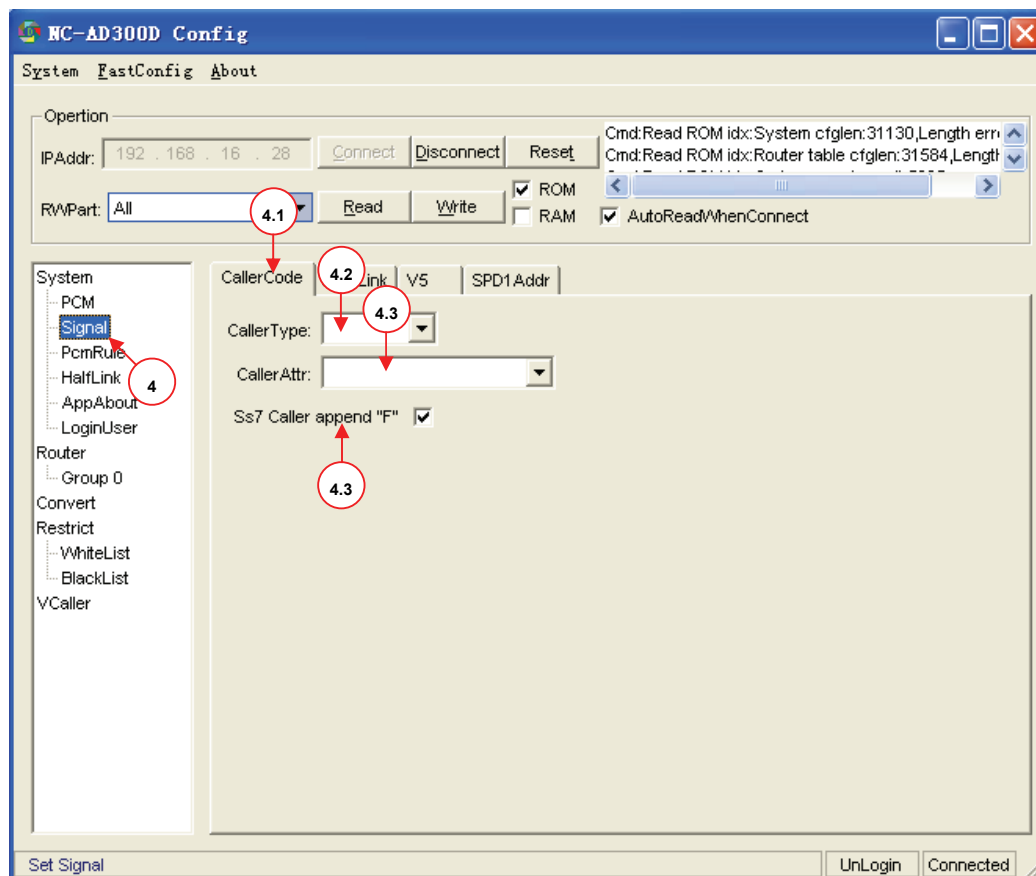 NC-AD300D Config
System FastConfig About
Opertion
IPAddr: 192 . 168 . 16 . 28 Connect Disconnect Reset
Cmd:Read ROM idx:System cfglen:31130,Length erro
Cmd:Read ROM idx:Router table cfglen:31584,Length
RWPart: All Read Write ROM RAM AutoReadWhenConnect
4.1
System
PCM
Signal
PcmRule
HalfLink
AppAbout
LoginUser
Router
Group 0
Convert
Restrict
WhiteList
BlackList
VCaller
4
CallerCode Link V5 SPD1Addr
4.2
4.3
CallerType:
CallerAttr:
Ss7 Caller append "F"
4.3
Set Signal UnLogin Connected